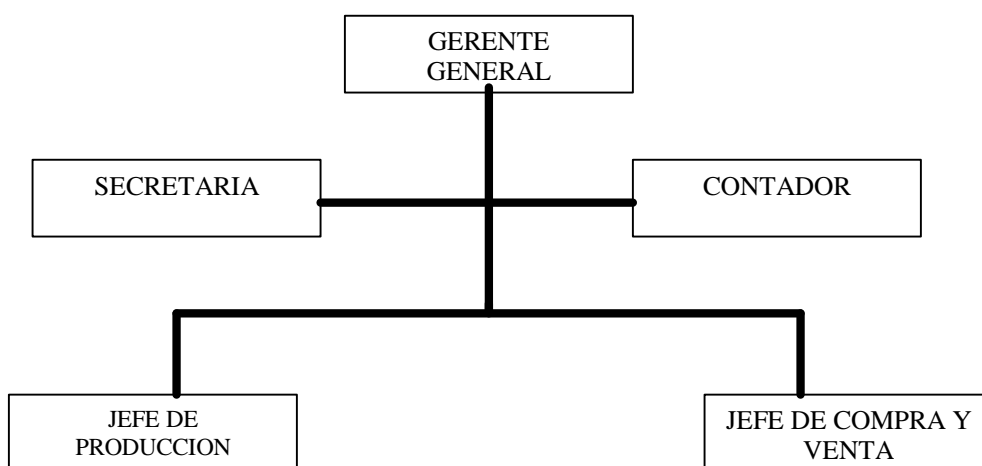 GERENTE
GENERAL
SECRETARIA
CONTADOR
JEFE DE
PRODUCCION
JEFE DE COMPRA Y
VENTA